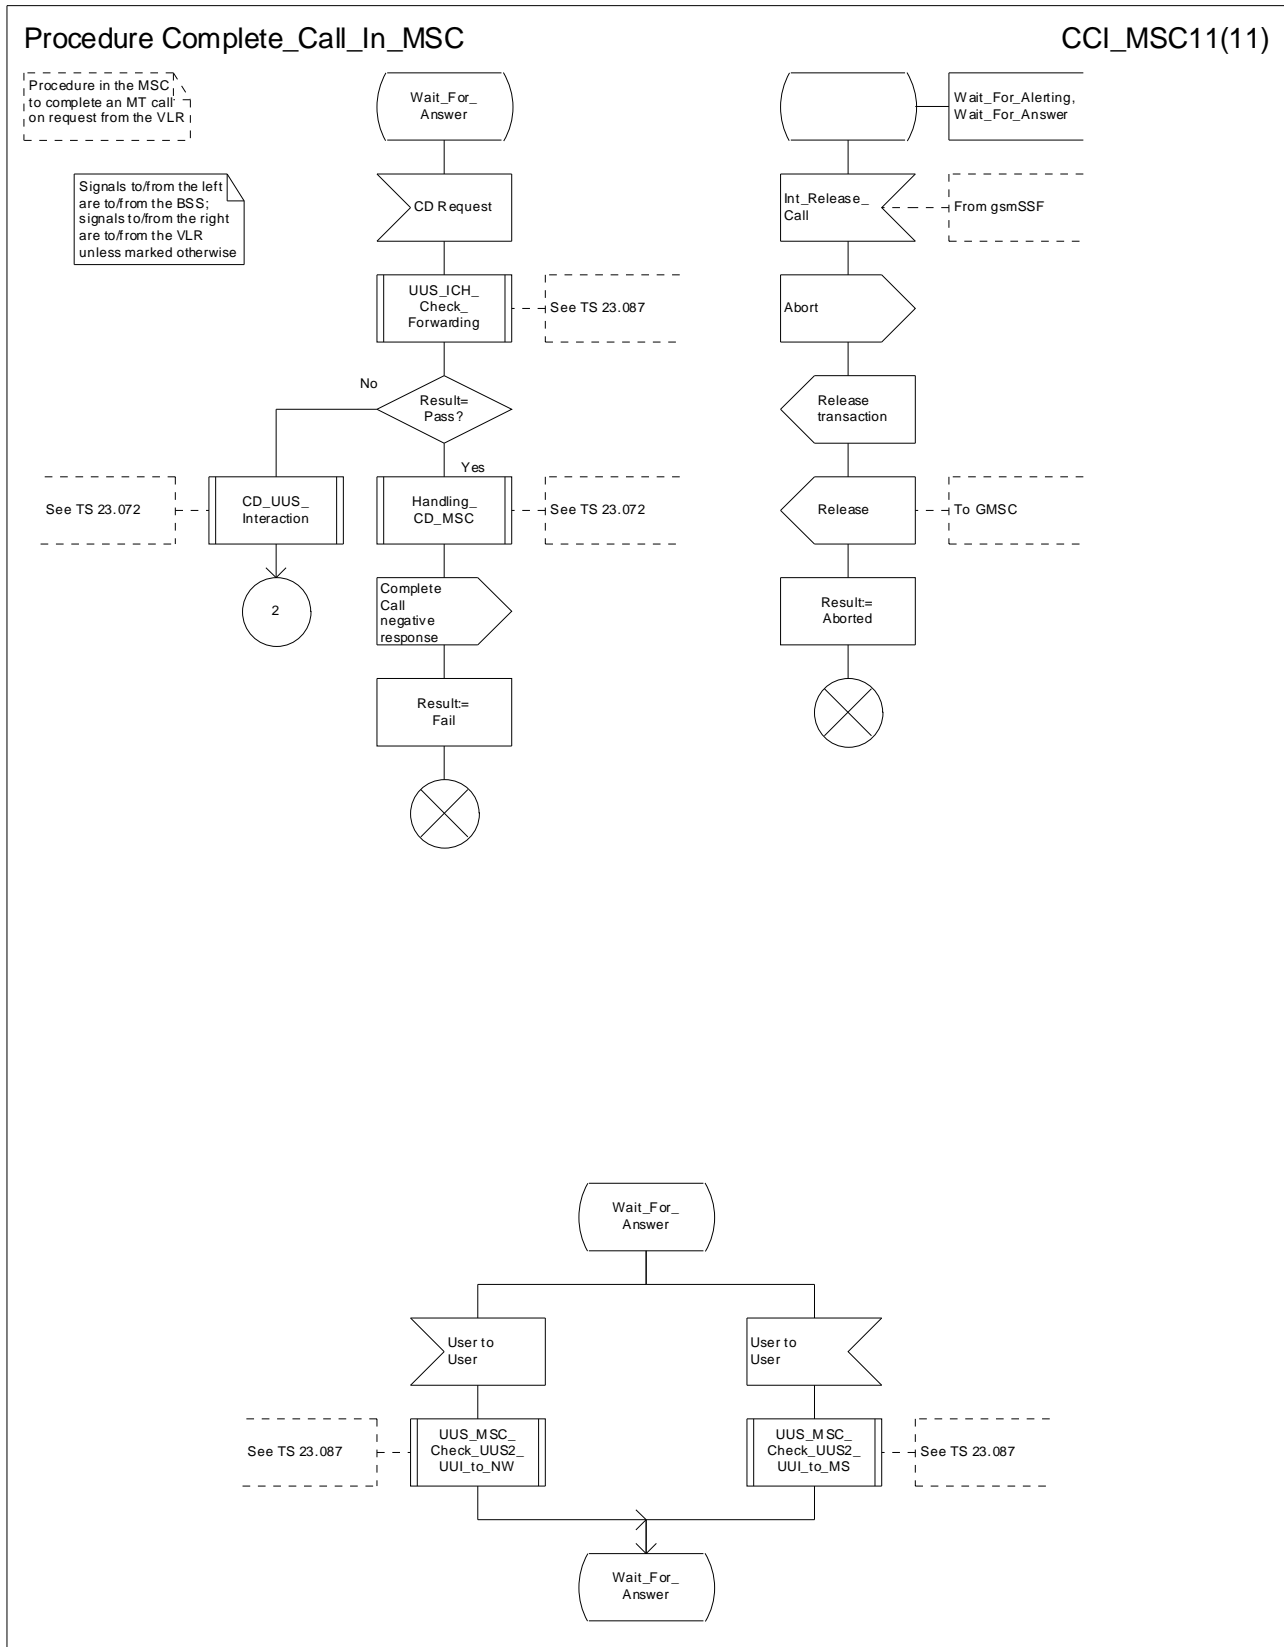 Procedure Complete_Call_In_MSC
CCI_MSC11(11)
Procedure in the MSC
to complete an MT call
on request from the VLR
Signals to/from the left
are to/from the BSS;
signals to/from the right
are to/from the VLR
unless marked otherwise
Wait_For_
Answer
CD Request
UUS_ICH_
Check_
Forwarding
See TS 23.087
No
Result=
Pass?
Yes
See TS 23.072
CD_UUS_
Interaction
Handling_
CD_MSC
See TS 23.072
2
Complete
Call
negative
response
Result:=
Fail
Wait_For_Alerting,
Wait_For_Answer
Int_Release_
Call
From gsmSSF
Abort
Release
transaction
Release
To GMSC
Result:=
Aborted
Wait_For_
Answer
User to
User
User to
User
See TS 23.087
UUS_MSC_
Check_UUS2_
UUI_to_NW
UUS_MSC_
Check_UUS2_
UUI_to_MS
See TS 23.087
Wait_For_
Answer